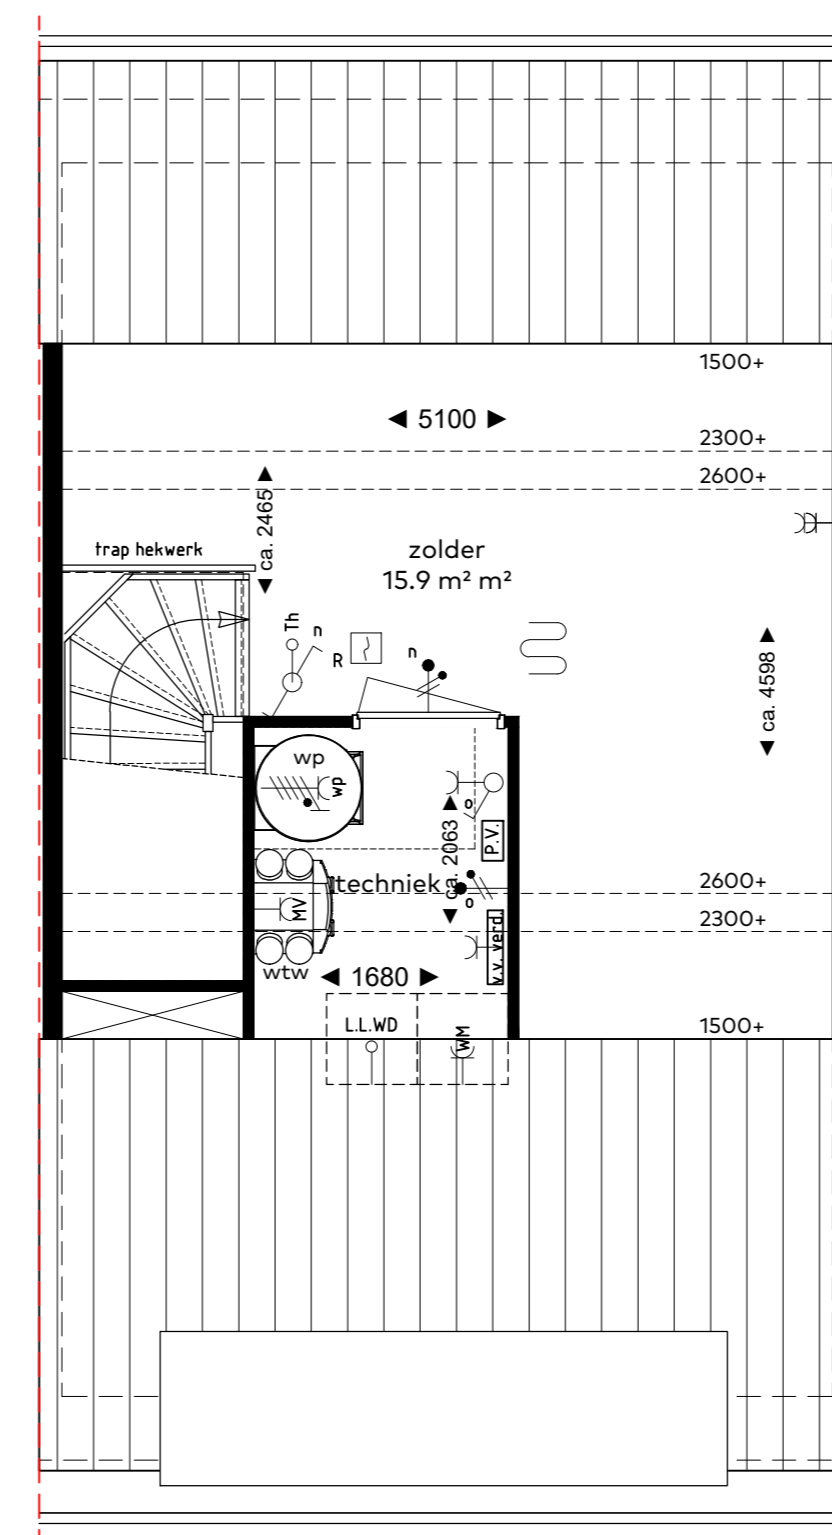 1500+
5100
2300+
2600+
ca. 2465
trap hekwerk
zolder
15.9 m² m²
Th
n
R
n
ca. 4598
wp
wp
o
P.V.
ca. 2063
techniek
2600+
o
MV
2300+
v.v. verd.
wtw
1680
L.L.WD
WM
1500+